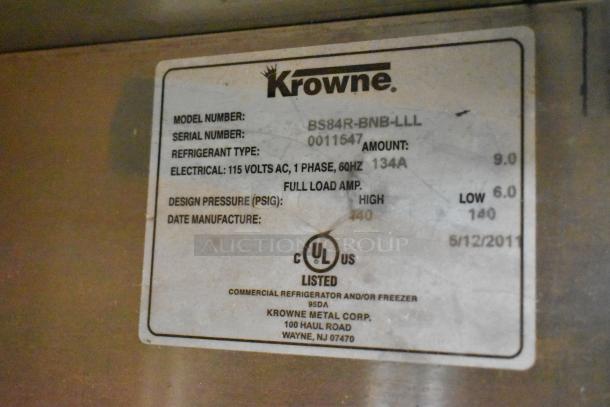 Krowne.
MODEL NUMBER: BS84R-BNB-LLL
SERIAL NUMBER: 0011547
REFRIGERANT TYPE: 134A AMOUNT: 9.0
ELECTRICAL: 115 VOLTS AC, 1 PHASE, 60HZ
FULL LOAD AMP. 6.0
DESIGN PRESSURE (PSIG): HIGH 440 LOW 140
DATE MANUFACTURE: 5/12/2011
AUCTION GROUP
C UL US
LISTED
COMMERCIAL REFRIGERATOR AND/OR FREEZER
95DA
KROWNE METAL CORP.
100 HAUL ROAD
WAYNE, NJ 07470